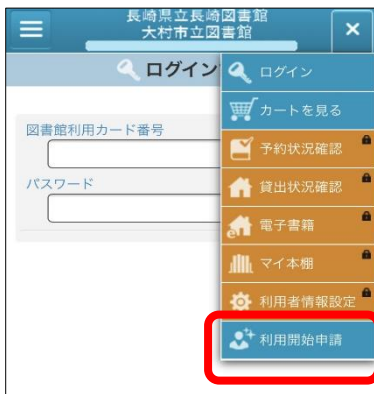 長崎県立長崎図書館
大村市立図書館
ログイン
図書館利用カード番号
パスワード
ログイン
カートを見る
予約状況確認
貸出状況確認
電子書籍
マイ本棚
利用者情報設定
利用開始申請